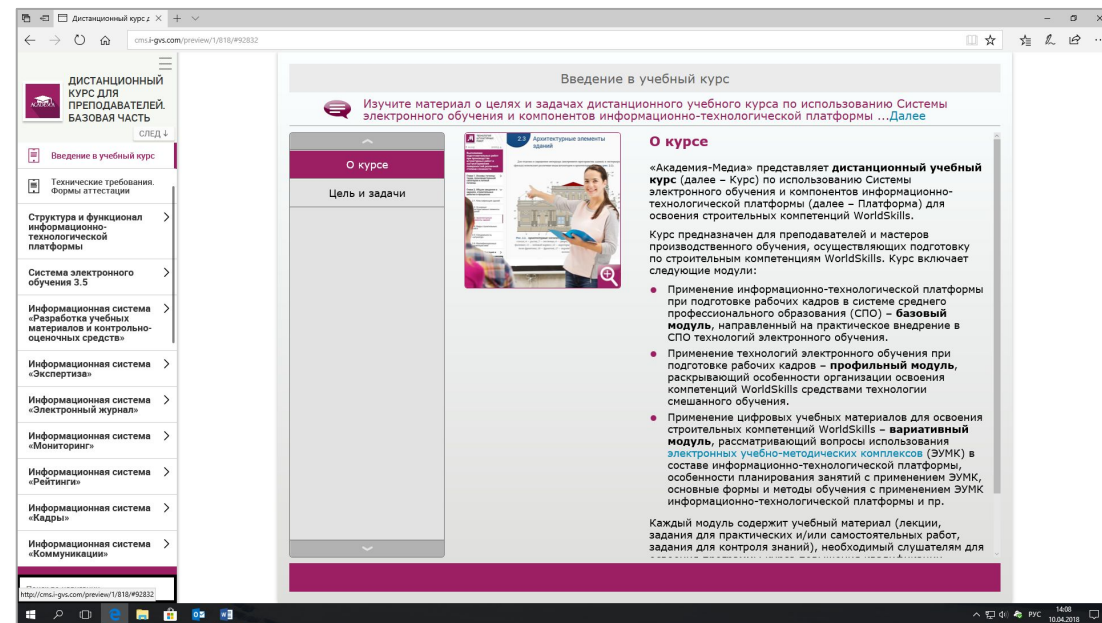 Дистанционный курс д
cms.i-gvs.com/preview/1/818/#92832
ДИСТАНЦИОННЫЙ
КУРС ДЛЯ
ПРЕПОДАВАТЕЛЕЙ.
БАЗОВАЯ ЧАСТЬ
СЛЕД
Введение в учебный курс
Технические требования.
Формы аттестации
Структура и функционал
информационно-
технологической
платформы
Система электронного
обучения 3.5
Информационная система
«Разработка учебных
материалов и контрольно-
оценочных средств»
Информационная система
«Экспертиза»
Информационная система
«Электронный журнал»
Информационная система
«Мониторинг»
Информационная система
«Рейтинги»
Информационная система
«Кадры»
Информационная система
«Коммуникации»
http://cms.i-gvs.com/preview/1/818/#92832
Введение в учебный курс
Изучите материал о целях и задачах дистанционного учебного курса по использованию Системы
электронного обучения и компонентов информационно-технологической платформы ...Далее
О курсе
Цель и задачи
2.3 Архитектурные элементы
зданий
О курсе
«Академия-Медиа» представляет дистанционный учебный
курс (далее – Курс) по использованию Системы
электронного обучения и компонентов информационно-
технологической платформы (далее – Платформа) для
освоения строительных компетенций WorldSkills.
Курс предназначен для преподавателей и мастеров
производственного обучения, осуществляющих подготовку
по строительным компетенциям WorldSkills. Курс включает
следующие модули:
Применение информационно-технологической платформы
при подготовке рабочих кадров в системе среднего
профессионального образования (СПО) – базовый
модуль, направленный на практическое внедрение в
СПО технологий электронного обучения.
Применение технологий электронного обучения при
подготовке рабочих кадров – профильный модуль,
раскрывающий особенности организации освоения
компетенций WorldSkills средствами технологии
смешанного обучения.
Применение цифровых учебных материалов для освоения
строительных компетенций WorldSkills – вариативный
модуль, рассматривающий вопросы использования
электронных учебно-методических комплексов (ЭУМК) в
составе информационно-технологической платформы,
особенности планирования занятий с применением ЭУМК,
основные формы и методы обучения с применением ЭУМК
информационно-технологической платформы и пр.
Каждый модуль содержит учебный материал (лекции,
задания для практических и/или самостоятельных работ,
задания для контроля знаний), необходимый слушателям для
РУС
14:08
10.04.2018